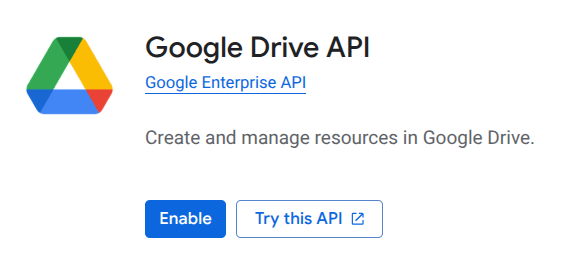 Google Drive API
Google Enterprise API
Create and manage resources in Google Drive.
Enable
Try this API